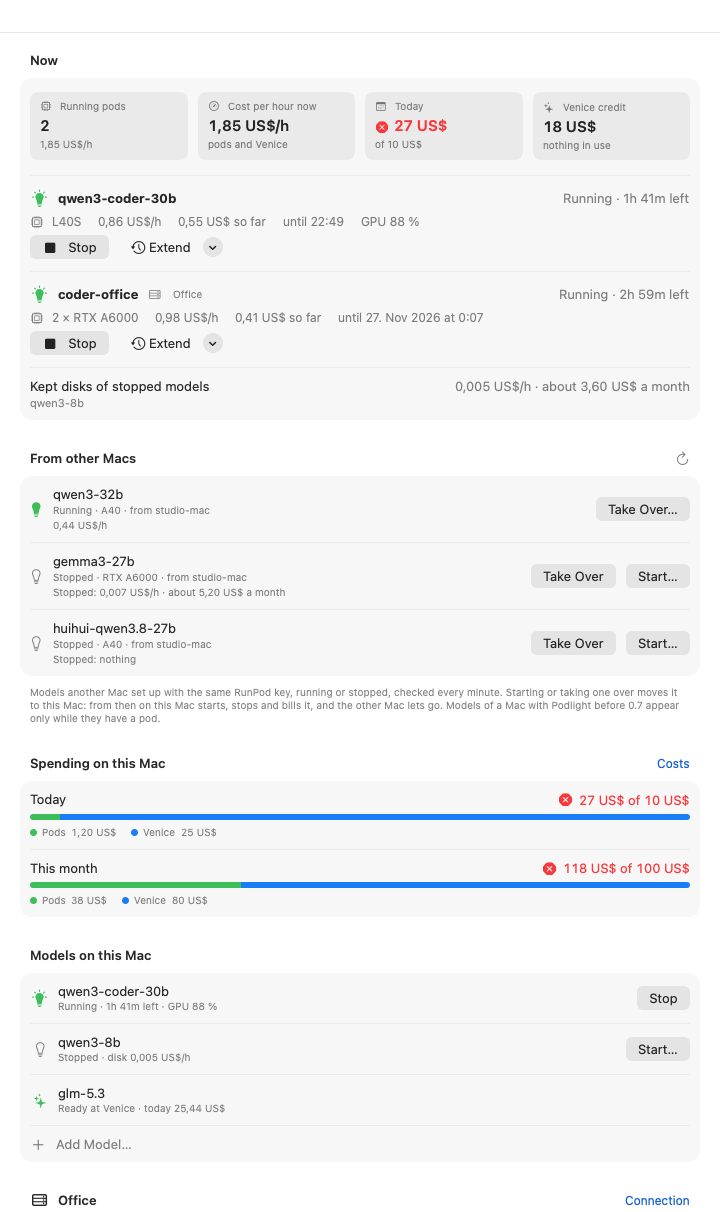 Now
Running pods
2
1,85 US$/h
Cost per hour now
1,85 US$/h
pods and Venice
Today
27 US$
of 10 US$
Venice credit
18 US$
nothing in use
qwen3-coder-30b
Running · 1h 41m left
L40S 0,86 US$/h 0,55 US$ so far until 22:49 GPU 88 %
Stop Extend
coder-office Office
Running · 2h 59m left
2 × RTX A6000 0,98 US$/h 0,41 US$ so far until 27. Nov 2026 at 0:07
Stop Extend
Kept disks of stopped models
0,005 US$/h · about 3,60 US$ a month
qwen3-8b
From other Macs
qwen3-32b
Running · A40 · from studio-mac
0,44 US$/h
Take Over...
gemma3-27b
Stopped · RTX A6000 · from studio-mac
Stopped: 0,007 US$/h · about 5,20 US$ a month
Take Over Start...
huihui-qwen3.8-27b
Stopped · A40 · from studio-mac
Stopped: nothing
Take Over Start...
Models another Mac set up with the same RunPod key, running or stopped, checked every minute. Starting or taking one over moves it
to this Mac: from then on this Mac starts, stops and bills it, and the other Mac lets go. Models of a Mac with Podlight before 0.7 appear
only while they have a pod.
Spending on this Mac
Costs
Today
27 US$ of 10 US$
Pods 1,20 US$ Venice 25 US$
This month
118 US$ of 100 US$
Pods 38 US$ Venice 80 US$
Models on this Mac
qwen3-coder-30b
Running · 1h 41m left · GPU 88 %
Stop
qwen3-8b
Stopped · disk 0,005 US$/h
Start...
glm-5.3
Ready at Venice · today 25,44 US$
Add Model...
Office
Connection